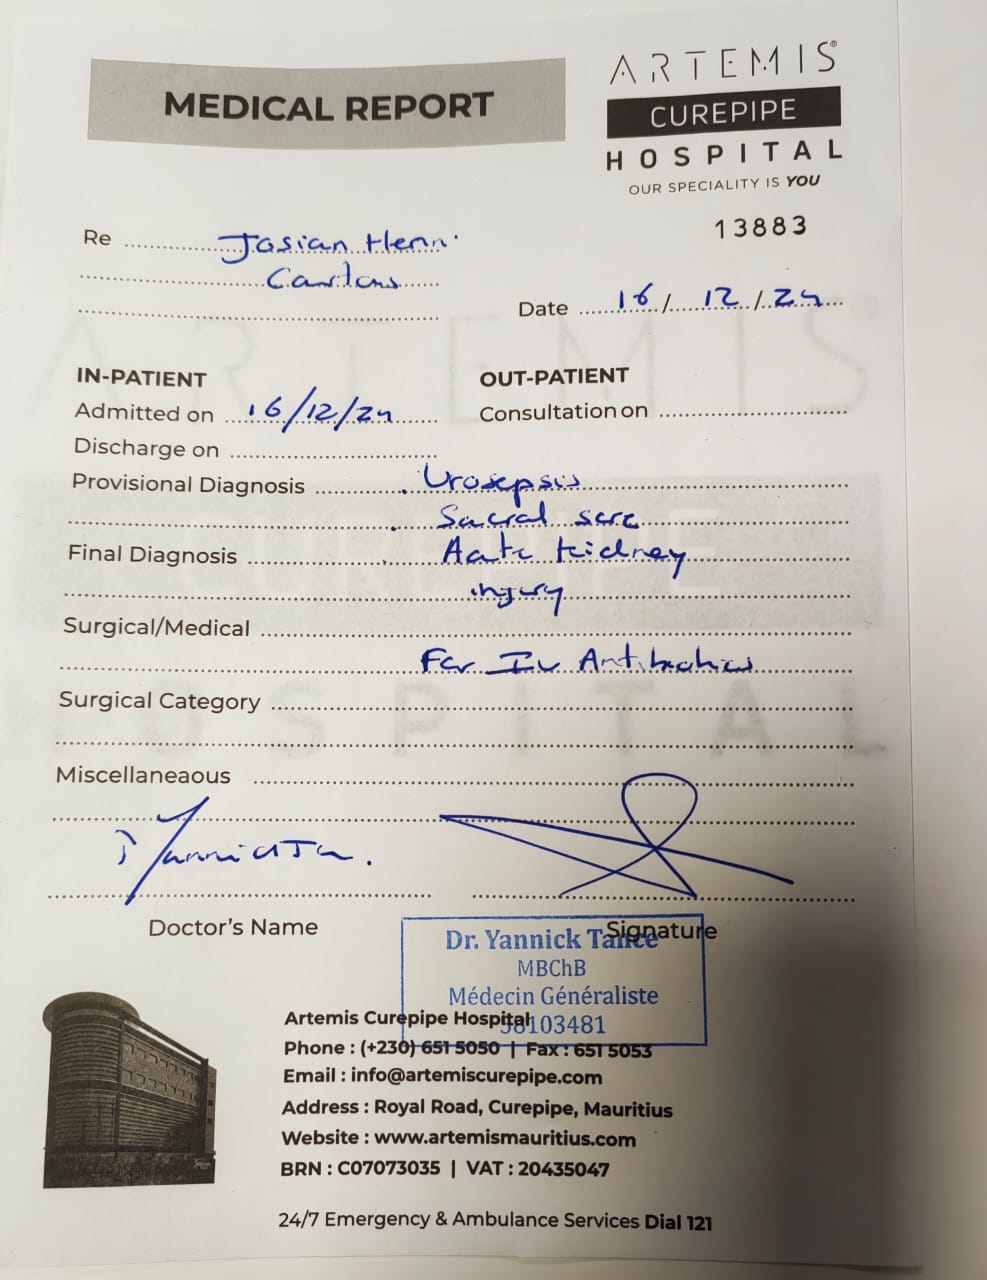 MEDICAL REPORT
ARTEMIS®
CUREPIPE
HOSPITAL
OUR SPECIALITY IS YOU
13883
Re Josian Henri
Date 16/12/24
IN-PATIENT
OUT-PATIENT
Admitted on 16/12/24
Consultation on
Discharge on
Provisional Diagnosis . Urosepsis
. Sacral sore
Final Diagnosis Acute kidney
injury
Surgical/Medical
For IV Antibiotics
Surgical Category
Miscellaneaous
Doctor's Name
Signature
Dr. Yannick
MBChB
Médecin Généraliste
58103481
Artemis Curepipe Hospital
Phone : (+230) 651 5050 | Fax : 651 5053
Email : info@artemiscurepipe.com
Address : Royal Road, Curepipe, Mauritius
Website : www.artemismauritius.com
BRN : C07073035 | VAT : 20435047
24/7 Emergency & Ambulance Services Dial 121